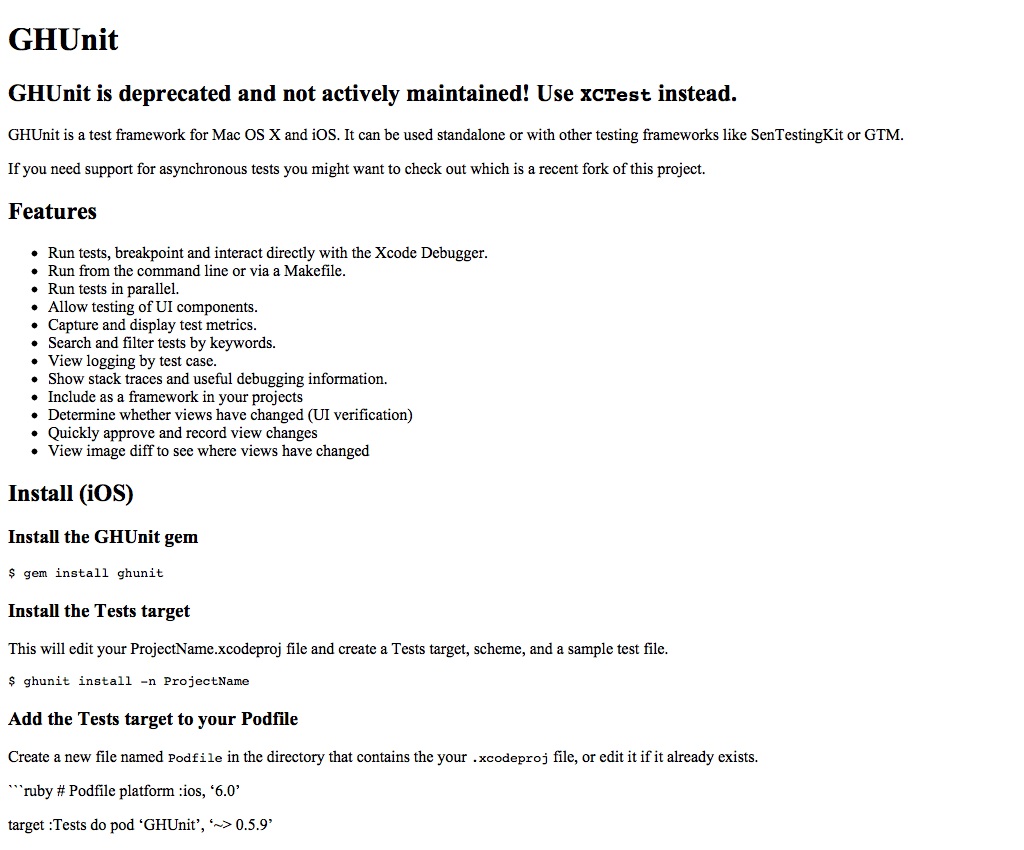 GHUnit
GHUnit is deprecated and not actively maintained! Use XCTest instead.
GHUnit is a test framework for Mac OS X and iOS. It can be used standalone or with other testing frameworks like SenTestingKit or GTM.
If you need support for asynchronous tests you might want to check out which is a recent fork of this project.
Features
• Run tests, breakpoint and interact directly with the Xcode Debugger.
• Run from the command line or via a Makefile.
• Run tests in parallel.
• Allow testing of UI components.
• Capture and display test metrics.
• Search and filter tests by keywords.
• View logging by test case.
• Show stack traces and useful debugging information.
• Include as a framework in your projects
• Determine whether views have changed (UI verification)
• Quickly approve and record view changes
• View image diff to see where views have changed
Install (iOS)
Install the GHUnit gem
$ gem install ghunit
Install the Tests target
This will edit your ProjectName.xcodeproj file and create a Tests target, scheme, and a sample test file.
$ ghunit install -n ProjectName
Add the Tests target to your Podfile
Create a new file named Podfile in the directory that contains the your .xcodeproj file, or edit it if it already exists.
```ruby # Podfile platform :ios, ‘6.0’
target :Tests do pod ‘GHUnit’, ‘~> 0.5.9’